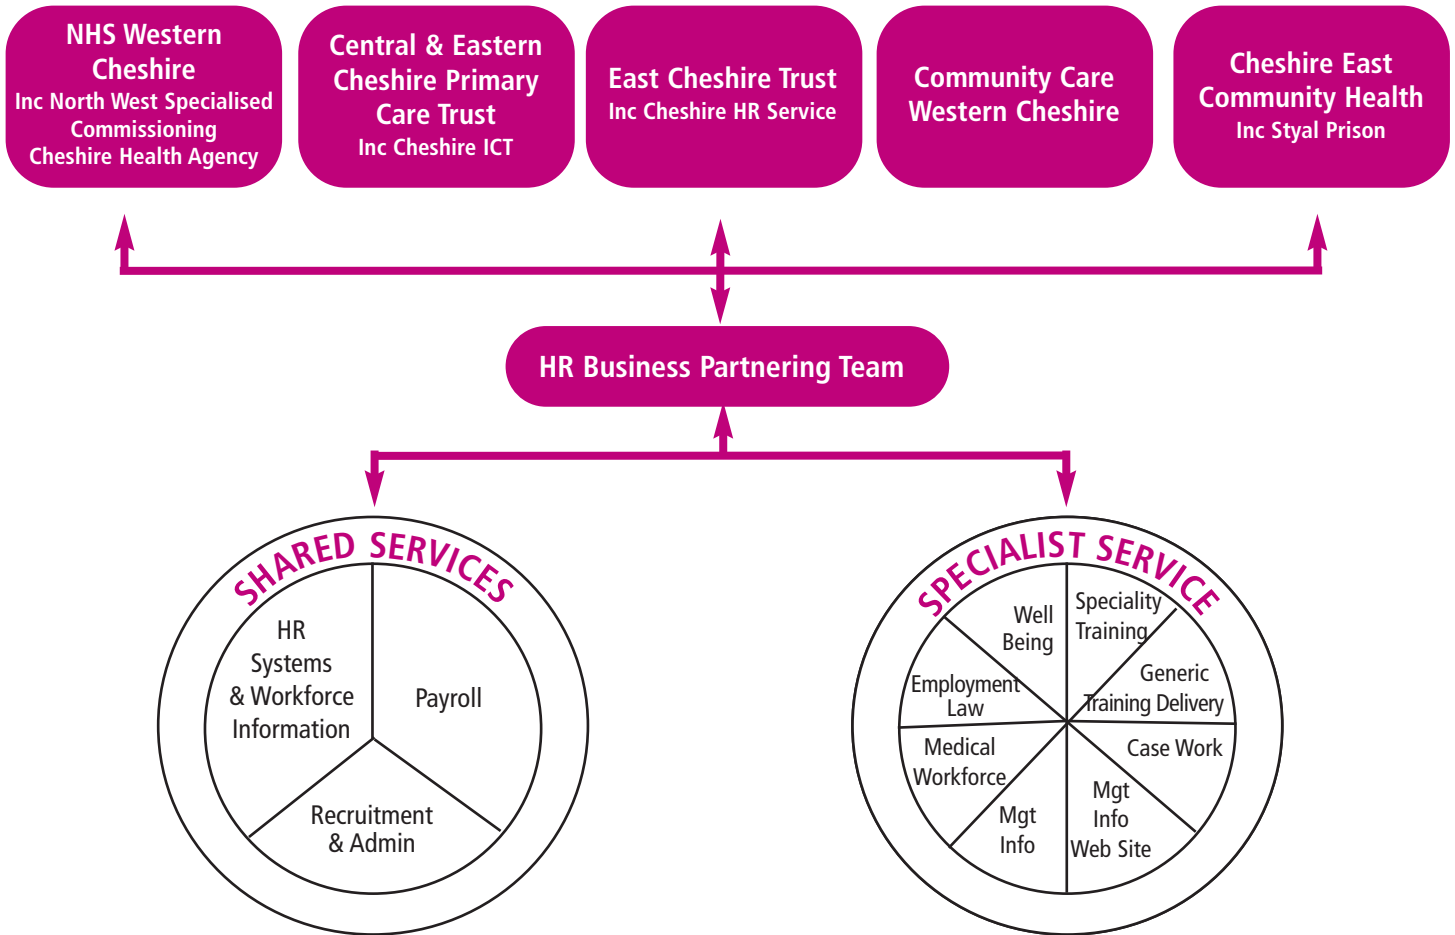 NHS Western
Cheshire
Inc North West Specialised
Commissioning
Cheshire Health Agency
Central & Eastern
Cheshire Primary
Care Trust
Inc Cheshire ICT
East Cheshire Trust
Inc Cheshire HR Service
Community Care
Western Cheshire
Cheshire East
Community Health
Inc Styal Prison
HR Business Partnering Team
SHARED SERVICES
HR
Systems
& Workforce
Information
Payroll
Recruitment
& Admin
SPECIALIST SERVICE
Well
Being
Speciality
Training
Employment
Law
Generic
Training Delivery
Medical
Workforce
Case Work
Mgt
Info
Mgt
Info
Web Site